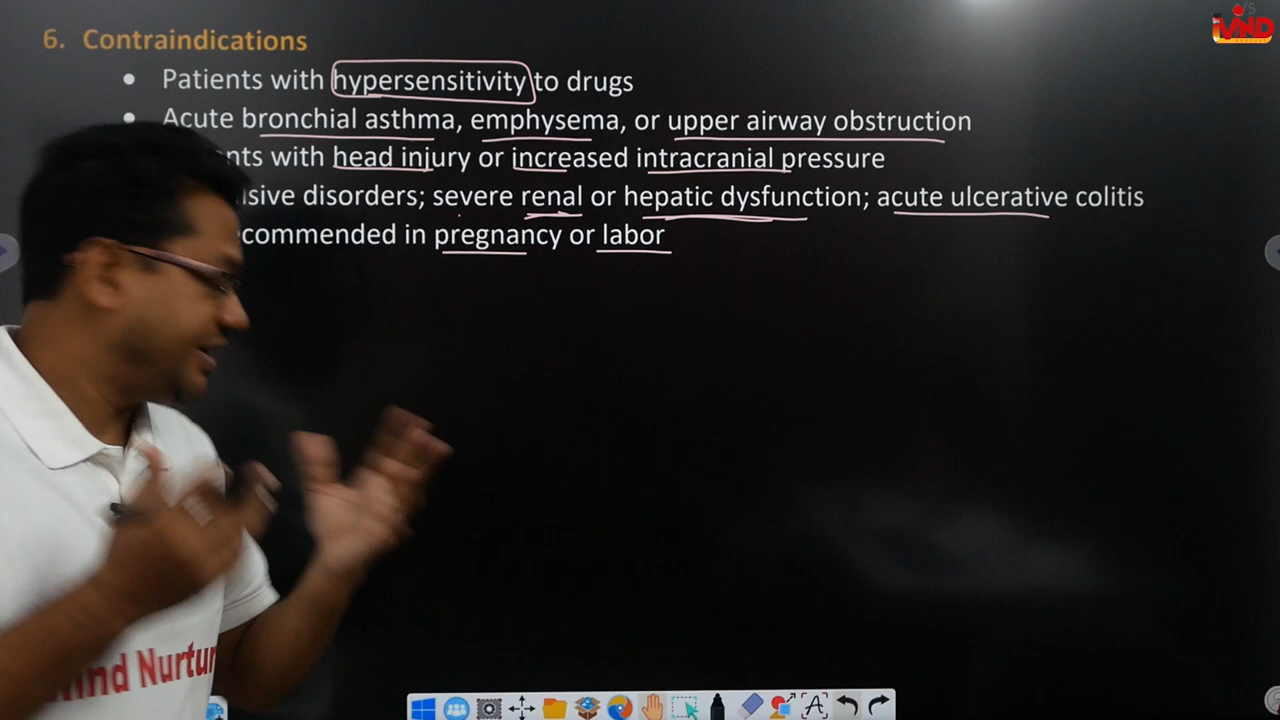 6. Contraindications
• Patients with hypersensitivity to drugs
• Acute bronchial asthma, emphysema, or upper airway obstruction
nts with head injury or increased intracranial pressure
sive disorders; severe renal or hepatic dysfunction; acute ulcerative colitis
commended in pregnancy or labor
MIND
ind Nurtur